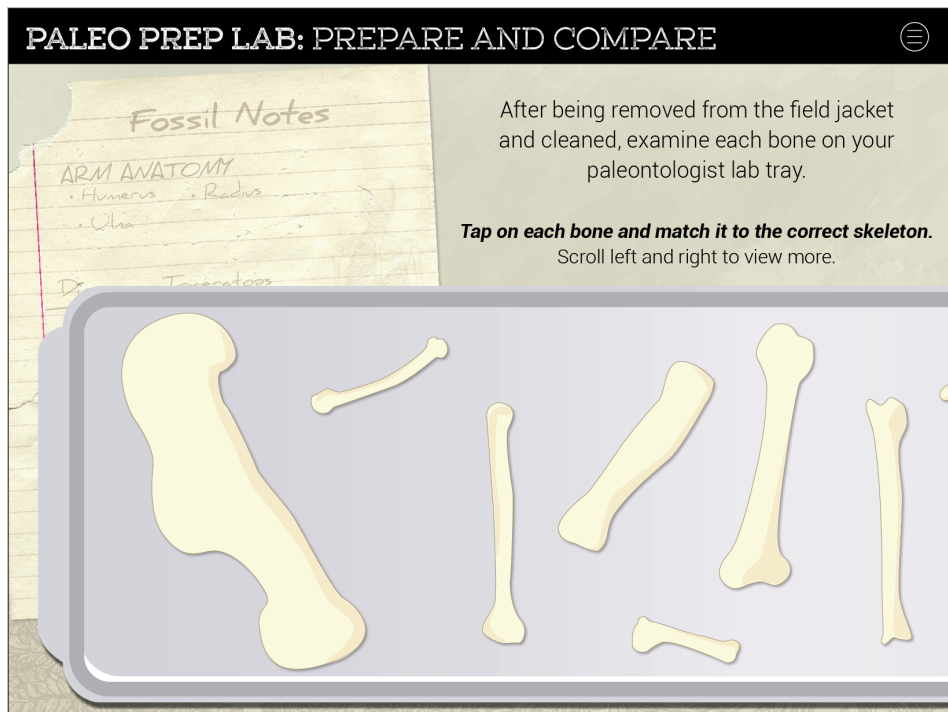 PALEO PREP LAB: PREPARE AND COMPARE
Fossil Notes
ARM ANATOMY
• Humerus • Radius
• Ulna
Triceratops
After being removed from the field jacket
and cleaned, examine each bone on your
paleontologist lab tray.
Tap on each bone and match it to the correct skeleton.
Scroll left and right to view more.